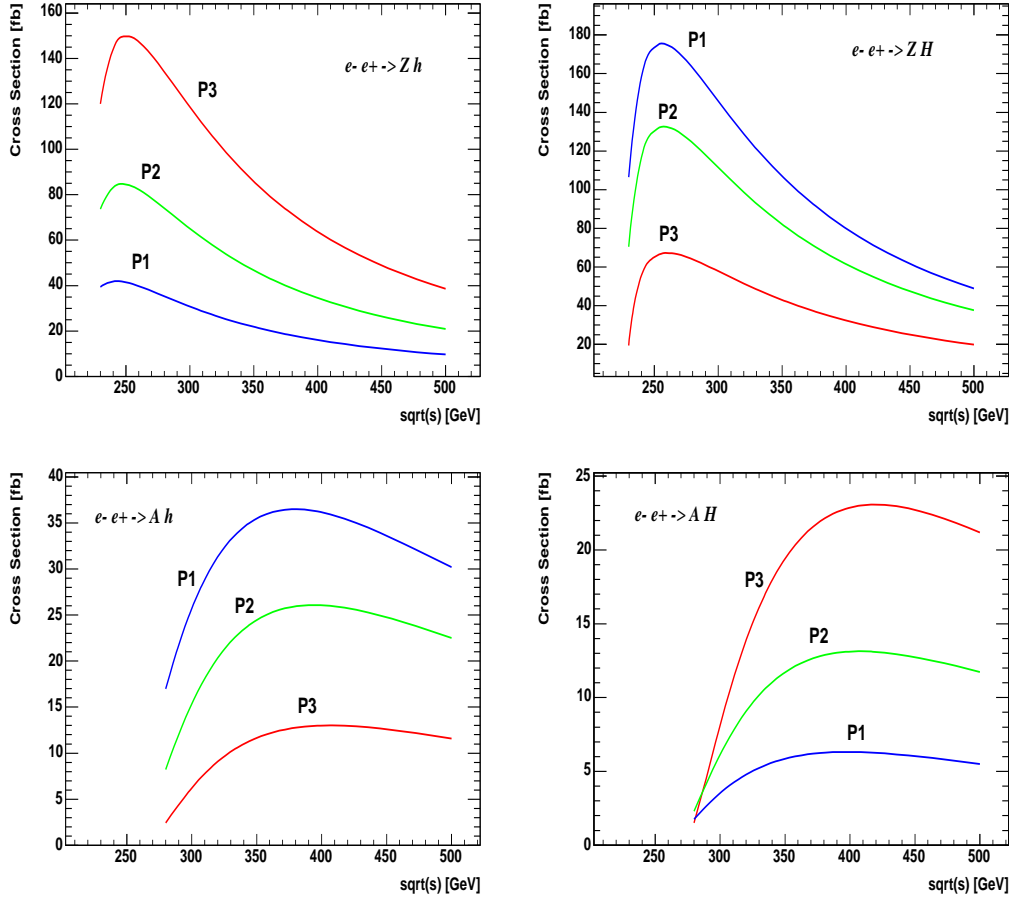 Cross Section [fb]
160
140
120
100
80
60
40
20
0
e- e+ -> Z h
P3
P2
P1
250 300 350 400 450 500
sqrt(s) [GeV]
Cross Section [fb]
180
160
140
120
100
80
60
40
20
e- e+ -> Z H
P1
P2
P3
250 300 350 400 450 500
sqrt(s) [GeV]
Cross Section [fb]
40
35
30
25
20
15
10
5
0
e- e+ -> A h
P1
P2
P3
250 300 350 400 450 500
sqrt(s) [GeV]
Cross Section [fb]
25
20
15
10
5
0
e- e+ -> A H
P3
P2
P1
250 300 350 400 450 500
sqrt(s) [GeV]